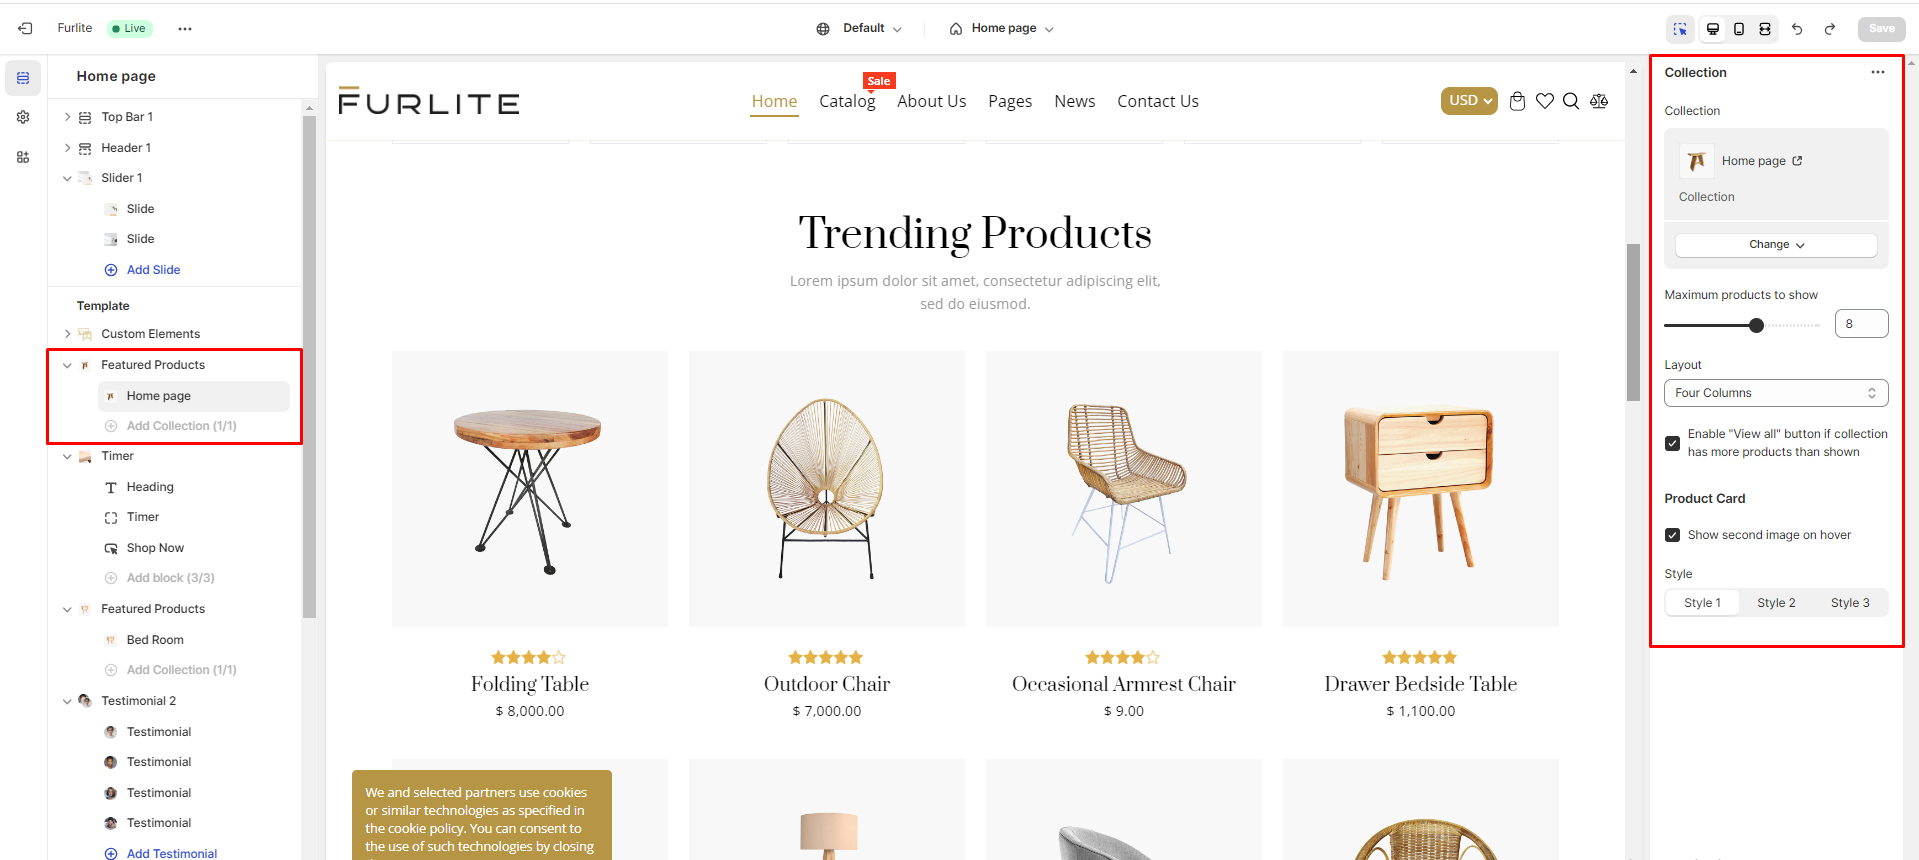 Furlite
Live
Default
Home page
Save
Home page
Top Bar 1
Header 1
Slider 1
Slide
Slide
Add Slide
Template
Custom Elements
Featured Products
Home page
Add Collection (1/1)
Timer
Heading
Timer
Shop Now
Add block (3/3)
Featured Products
Bed Room
Add Collection (1/1)
Testimonial 2
Testimonial
Testimonial
Testimonial
Testimonial
Add Testimonial
FURLITE
Sale
Home Catalog About Us Pages News Contact Us
USD
Trending Products
Lorem ipsum dolor sit amet, consectetur adipiscing elit,
sed do eiusmod.
Folding Table
$ 8,000.00
Outdoor Chair
$ 7,000.00
Occasional Armrest Chair
$ 9.00
Drawer Bedside Table
$ 1,100.00
We and selected partners use cookies
or similar technologies as specified in
the cookie policy. You can consent to
the use of such technologies by closing
Collection
Collection
Home page
Collection
Change
Maximum products to show
8
Layout
Four Columns
Enable "View all" button if collection
has more products than shown
Product Card
Show second image on hover
Style
Style 1 Style 2 Style 3